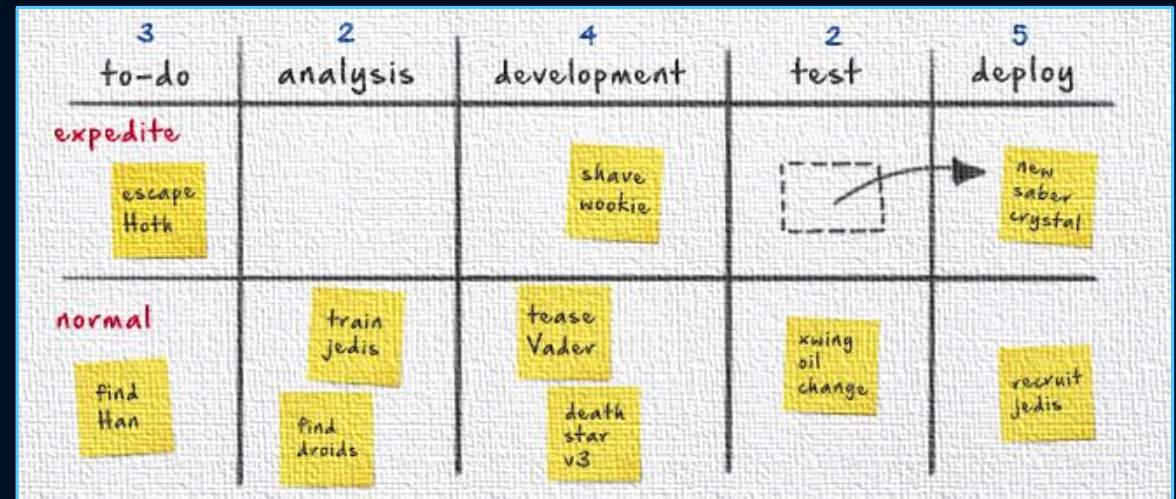 3
2
4
2
5
to-do
analysis
development
test
deploy
expedite
escape
Hoth
shave
wookie
new
saber
crystal
normal
find
Han
train
jedis
find
droids
tease
Vader
death
star
v3
xwing
oil
change
recruit
jedis